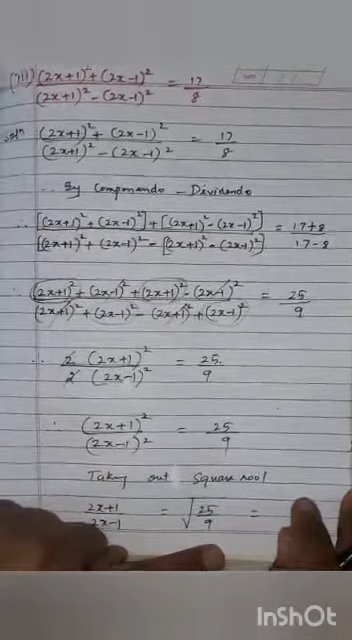 (iii) (2x+1)² + (2x-1)² / (2x+1)² - (2x-1)² = 17/8
soln (2x+1)² + (2x-1)² / (2x+1)² - (2x-1)² = 17/8
∴ By Componendo - Dividendo
∴ [(2x+1)² + (2x-1)²] + [(2x+1)² - (2x-1)²] / [(2x+1)² + (2x-1)² - [(2x+1)² - (2x-1)²] = 17+8 / 17-8
∴ (2x+1)² + (2x-1)² + (2x+1)² - (2x-1)² / (2x+1)² + (2x-1)² - (2x+1)² + (2x-1)² = 25/9
∴ 2 (2x+1)² / 2 (2x-1)² = 25/9
∴ (2x+1)² / (2x-1)² = 25/9
Taking out square root
2x+1 / 2x-1 = √25/9 =
InShOt